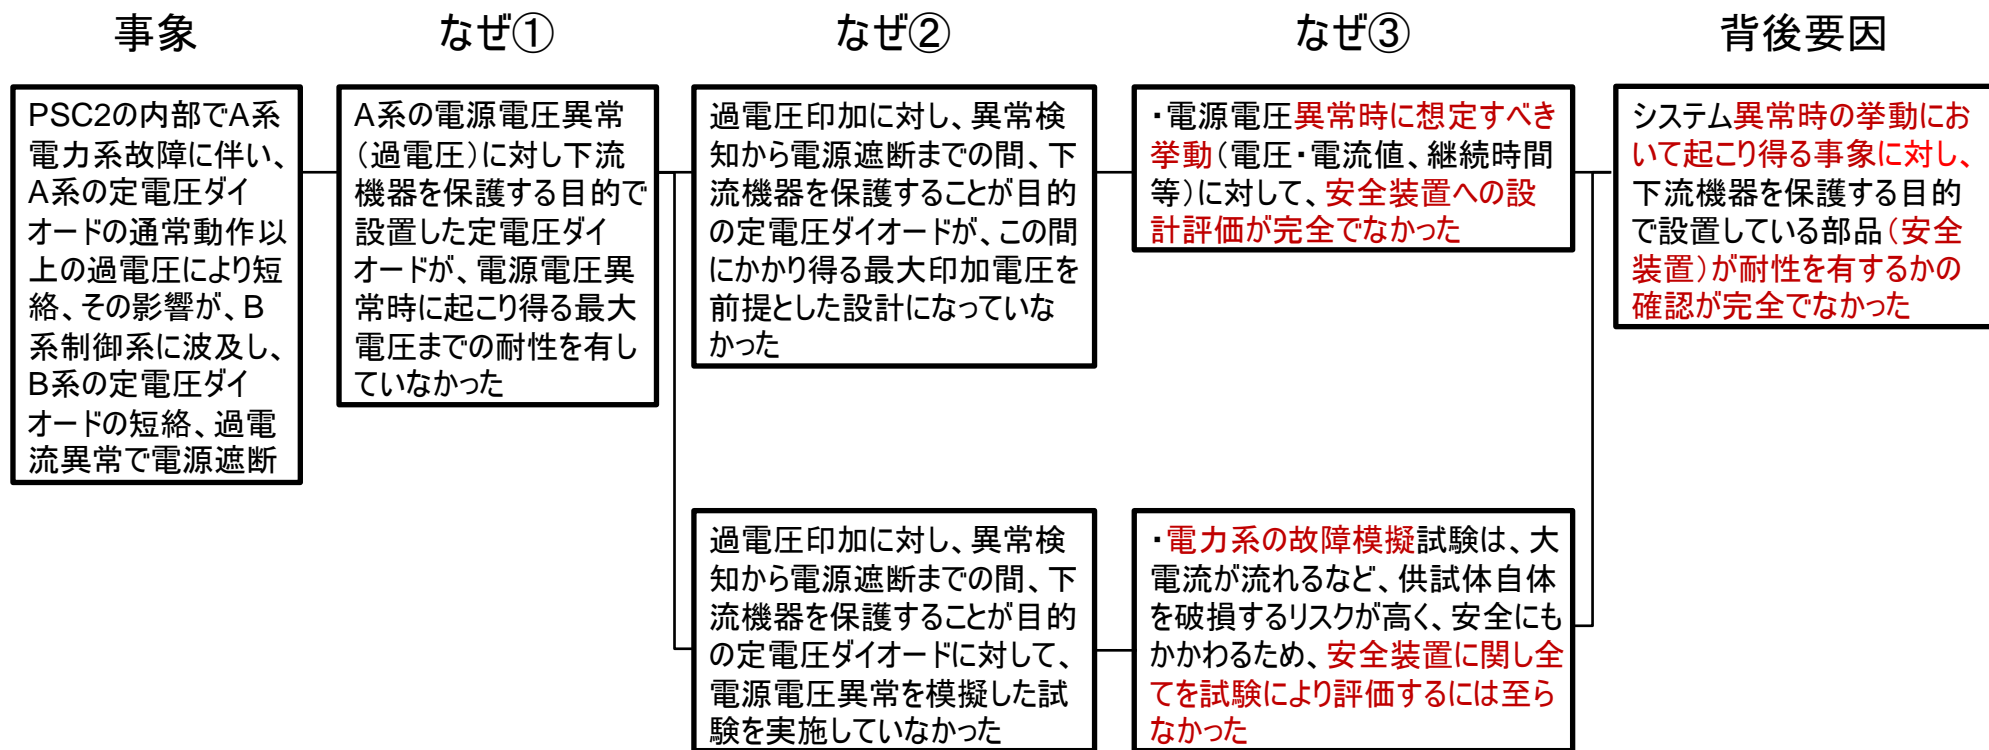 事象
なぜ①
なぜ②
なぜ③
背後要因
PSC2の内部でA系
電力系故障に伴い、
A系の定電圧ダイ
オードの通常動作以
上の過電圧により短
絡、その影響が、B
系制御系に波及し、
B系の定電圧ダイ
オードの短絡、過電
流異常で電源遮断
A系の電源電圧異常
（過電圧）に対し下流
機器を保護する目的で
設置した定電圧ダイ
オードが、電源電圧異
常時に起こり得る最大
電圧までの耐性を有し
ていなかった
過電圧印加に対し、異常検
知から電源遮断までの間、下
流機器を保護することが目的
の定電圧ダイオードが、この間
にかかり得る最大印加電圧を
前提とした設計になっていな
かった
・電源電圧異常時に想定すべき
挙動（電圧・電流値、継続時間
等）に対して、安全装置への設
計評価が完全でなかった
システム異常時の挙動にお
いて起こり得る事象に対し、
下流機器を保護する目的
で設置している部品（安全
装置）が耐性を有するかの
確認が完全でなかった
過電圧印加に対し、異常検
知から電源遮断までの間、下
流機器を保護することが目的
の定電圧ダイオードに対して、
電源電圧異常を模擬した試
験を実施していなかった
・電力系の故障模擬試験は、大
電流が流れるなど、供試体自体
を破損するリスクが高く、安全にも
かかわるため、安全装置に関し全
てを試験により評価するには至ら
なかった